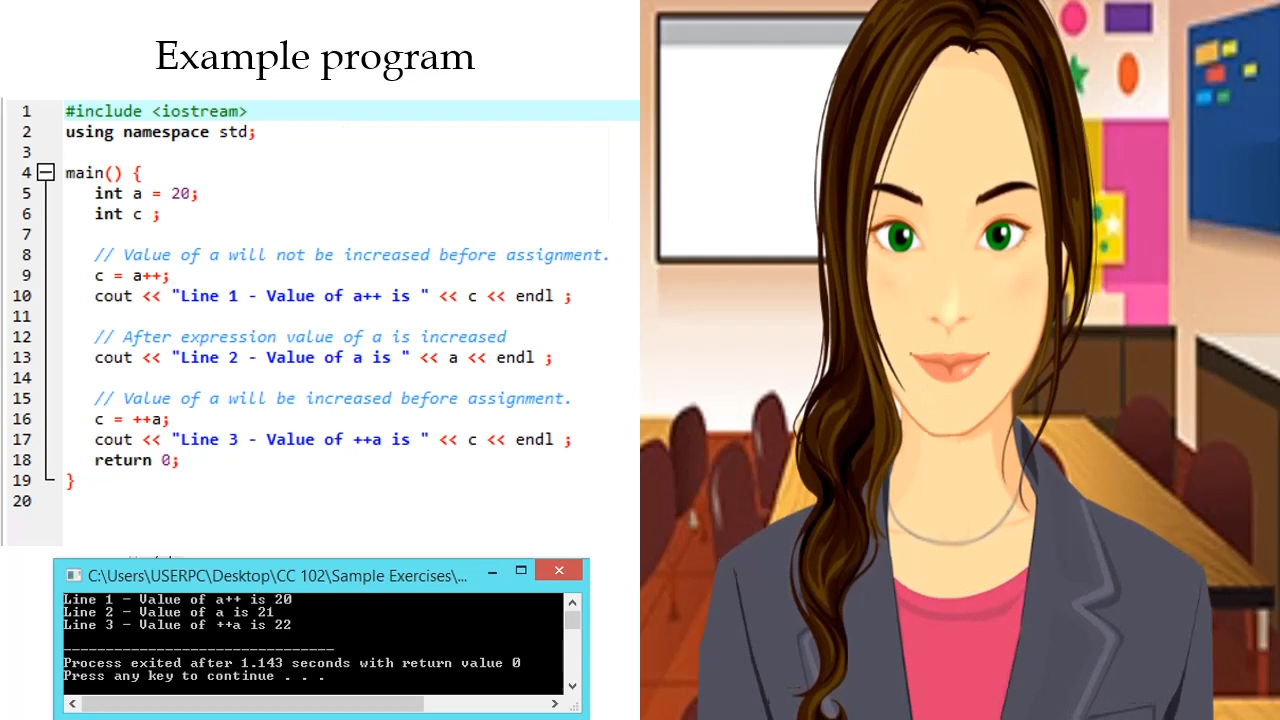 Example program
1 #include <iostream>
2 using namespace std;
3
4 main() {
5 int a = 20;
6 int c ;
7
8 // Value of a will not be increased before assignment.
9 c = a++;
10 cout << "Line 1 - Value of a++ is " << c << endl ;
11
12 // After expression value of a is increased
13 cout << "Line 2 - Value of a is " << a << endl ;
14
15 // Value of a will be increased before assignment.
16 c = ++a;
17 cout << "Line 3 - Value of ++a is " << c << endl ;
18 return 0;
19 }
20
C:\Users\USERPC\Desktop\CC 102\Sample Exercises\...
Line 1 - Value of a++ is 20
Line 2 - Value of a is 21
Line 3 - Value of ++a is 22
--------------------------------
Process exited after 1.143 seconds with return value 0
Press any key to continue . . .